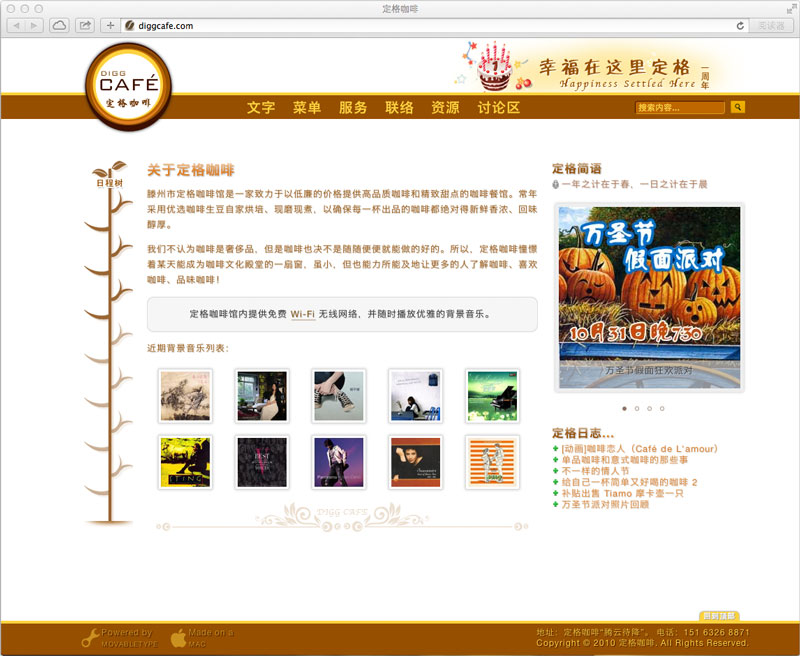 定格咖啡
diggcafe.com
阅读器
DIGG
CAFÉ
定格咖啡
幸福在这里定格
一周年
Happiness Settled Here
文字 菜单 服务 联络 资源 讨论区
搜索内容...
日程树
关于定格咖啡
滕州市定格咖啡馆是一家致力于以低廉的价格提供高品质咖啡和精致甜点的咖啡餐馆。常年
采用优选咖啡生豆自家烘培、现磨现煮，以确保每一杯出品的咖啡都绝对得新鲜香浓、回味
醇厚。
我们不认为咖啡是奢侈品，但是咖啡也决不是随随便便就能做的好的。所以，定格咖啡憧憬
着某天能成为咖啡文化殿堂的一扇窗，虽小，但也能力所能及地让更多的人了解咖啡、喜欢
咖啡、品味咖啡！
定格咖啡馆内提供免费 Wi-Fi 无线网络，并随时播放优雅的背景音乐。
近期背景音乐列表：
BEST
STING
DIGG CAFE
定格简语
一年之计在于春，一日之计在于晨
万圣节
假面派对
10月31日晚7:30
万圣节假面狂欢派对
定格日志...
[动画]咖啡恋人（Café de L'amour）
单品咖啡和意式咖啡的那些事
不一样的情人节
给自己一杯简单又好喝的咖啡 2
补贴出售 Tiamo 摩卡壶一只
万圣节派对照片回顾
回到顶部
Powered by
MOVABLETYPE
Made on a
MAC
地址：定格咖啡“腾云待降”。 电话：151 6326 8871
Copyright © 2010 定格咖啡. All Rights Reserved.